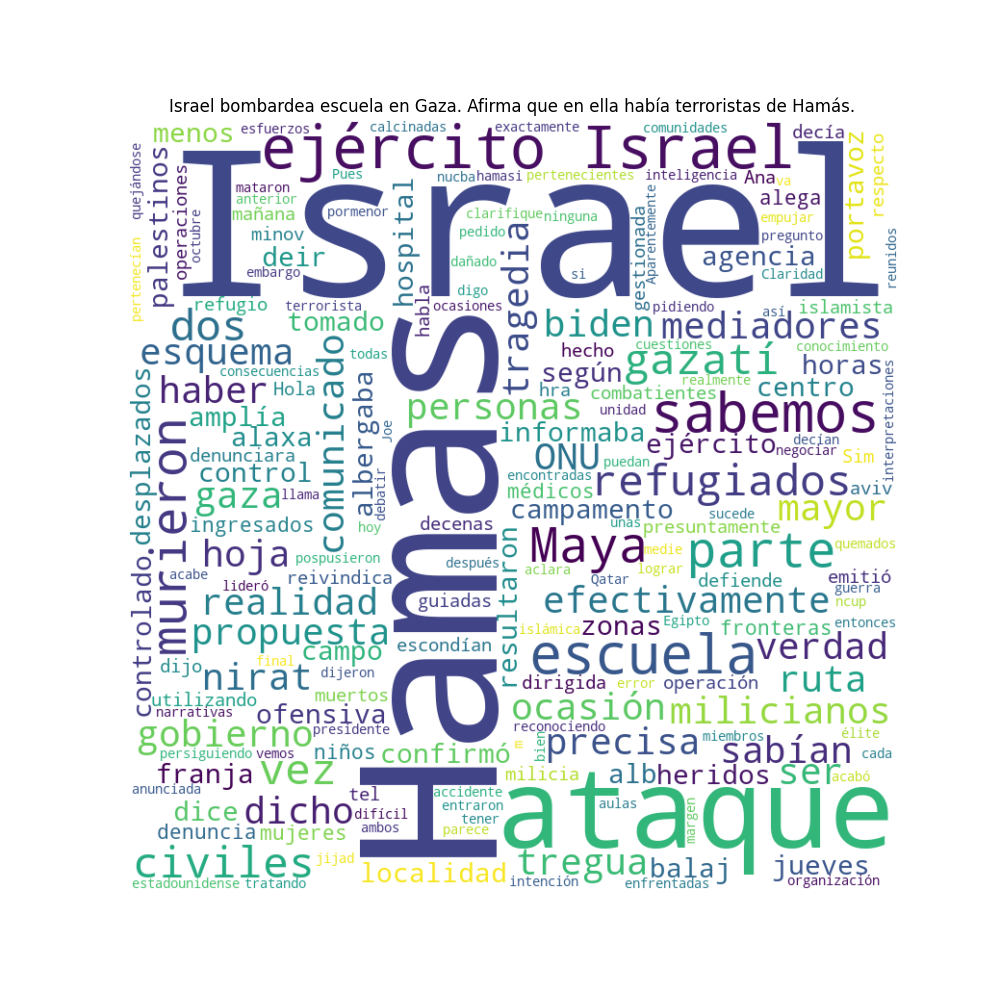 Israel bombardea escuela en Gaza. Afirma que en ella había terroristas de Hamás.
menos
esfuerzos
calcinadas
exactamente
comunidades
decía
ejército Israel
Israel
quejándose
palestinos
operaciones
octubre
mataron
anterior
mañana
minov
deir
embargo
Pues
pormenor
hospital
nucba
hamasi
pertenecientes
inteligencia
Ana
va
alega
empujar
pregunto
portavoz
respecto
reunidos
clarifique
ninguna
pedido
dañado
digo
si
gestionada
Aparentemente
agencia
Claridad
pertenecían
refugio
terrorista
habla
ocasiones
tragedia
pidiendo
así
islamista
dos
tomado
biden
mediadores
esquema
consecuencias
todas
hecho
cuestiones
conocimiento
según
gazatí
horas
realmente
haber
Hola
hra
combatientes
centro
amplía
personas
unidad
sabemos
interpretaciones
alaxa
comunicado
albergaba
Joe
debatir
informaba
ejército
decían
negociar
denunciara
ONU
puedan
Sim
control
encontradas
refugiados
aviv
desplazados
gaza
llama
médicos
campamento
sucede
mayor
ingresados
hoy
decenas
unas
presuntamente
murieron
hoja
pospusieron
después
Maya
medie
parte
quemados
controlado.
acabe
lideró
reivindica
aclara
Qatar
lograr
defiende
emitió
guerra
realidad
guiadas
efectivamente
ncup
Hamas
resultaron
propuesta
islámica
zonas
Egipto
fronteras
entonces
campo
escondían
escuela
verdad
dijo
final
dijeron
nirat
dirigida
error
operación
ruta
utilizando
muertos
narrativas
ofensiva
ocasión
milicianos
gobierno
presidente
reconociendo
miembros
élite
persiguiendo
vemos
niños
confirmó
m
bien
precisa
sabían
cada
franja
vez
milicia
alb
heridos
ser
acabó
anunciada
tel
accidente
entraron
aulas
ataque
dice
dicho
difícil
tener
margen
denuncia
mujeres
ambos
parece
civiles
jijad
localidad
tregua
balaj
jueves
estadounidense
tratando
intención
enfrentadas
organización